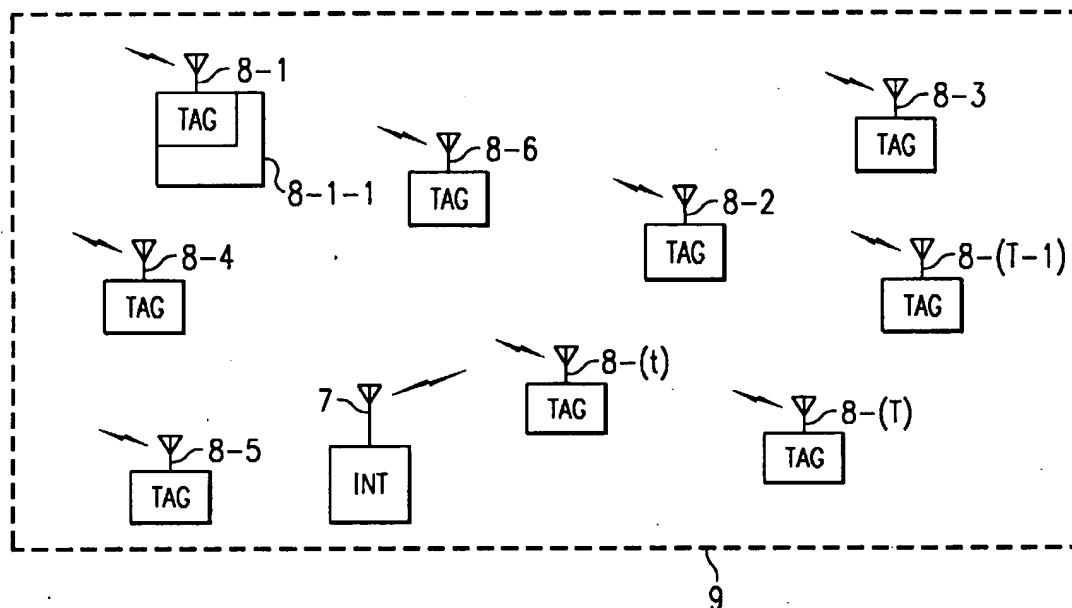 8-1
TAG
8-1-1
8-6
TAG
8-3
TAG
8-2
TAG
8-4
TAG
8-(T-1)
TAG
8-(t)
TAG
7
INT
8-(T)
TAG
8-5
TAG
9